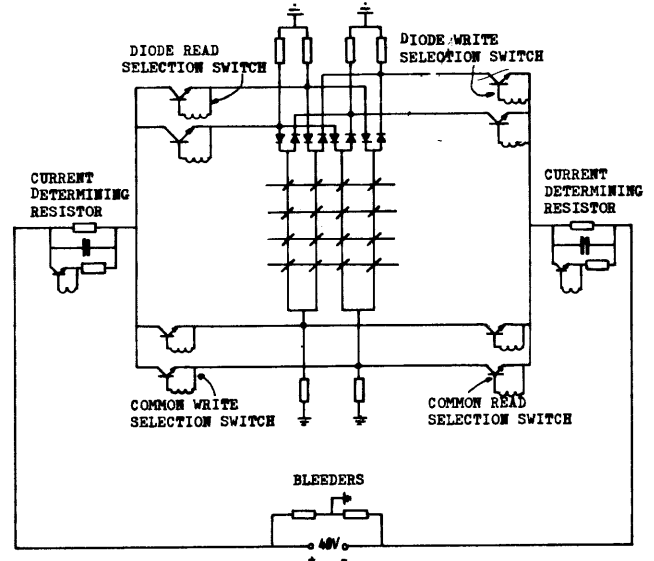 DIODE READ
SELECTION SWITCH
DIODE WRITE
SELECTION SWITCH
CURRENT
DETERMINING
RESISTOR
CURRENT
DETERMINING
RESISTOR
COMMON WRITE
SELECTION SWITCH
COMMON READ
SELECTION SWITCH
BLEEDERS
40V
+ -